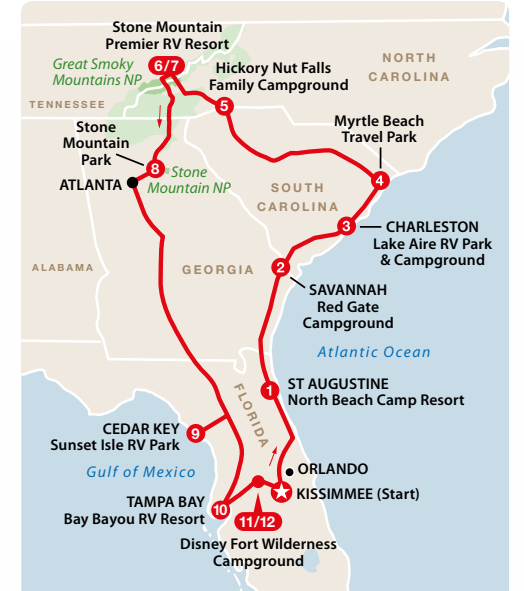 Stone Mountain
Premier RV Resort
Great Smoky
Mountains NP
6/7
Hickory Nut Falls
Family Campground
NORTH
CAROLINA
TENNESSEE
5
Myrtle Beach
Travel Park
Stone
Mountain
Park
8
Stone
Mountain NP
ATLANTA
4
SOUTH
CAROLINA
3
CHARLESTON
Lake Aire RV Park
& Campground
ALABAMA
GEORGIA
2
SAVANNAH
Red Gate
Campground
Atlantic Ocean
1
ST AUGUSTINE
North Beach Camp Resort
FLORIDA
CEDAR KEY
Sunset Isle RV Park
9
Gulf of Mexico
ORLANDO
KISSIMMEE (Start)
TAMPA BAY
Bay Bayou RV Resort
10
11/12
Disney Fort Wilderness
Campground